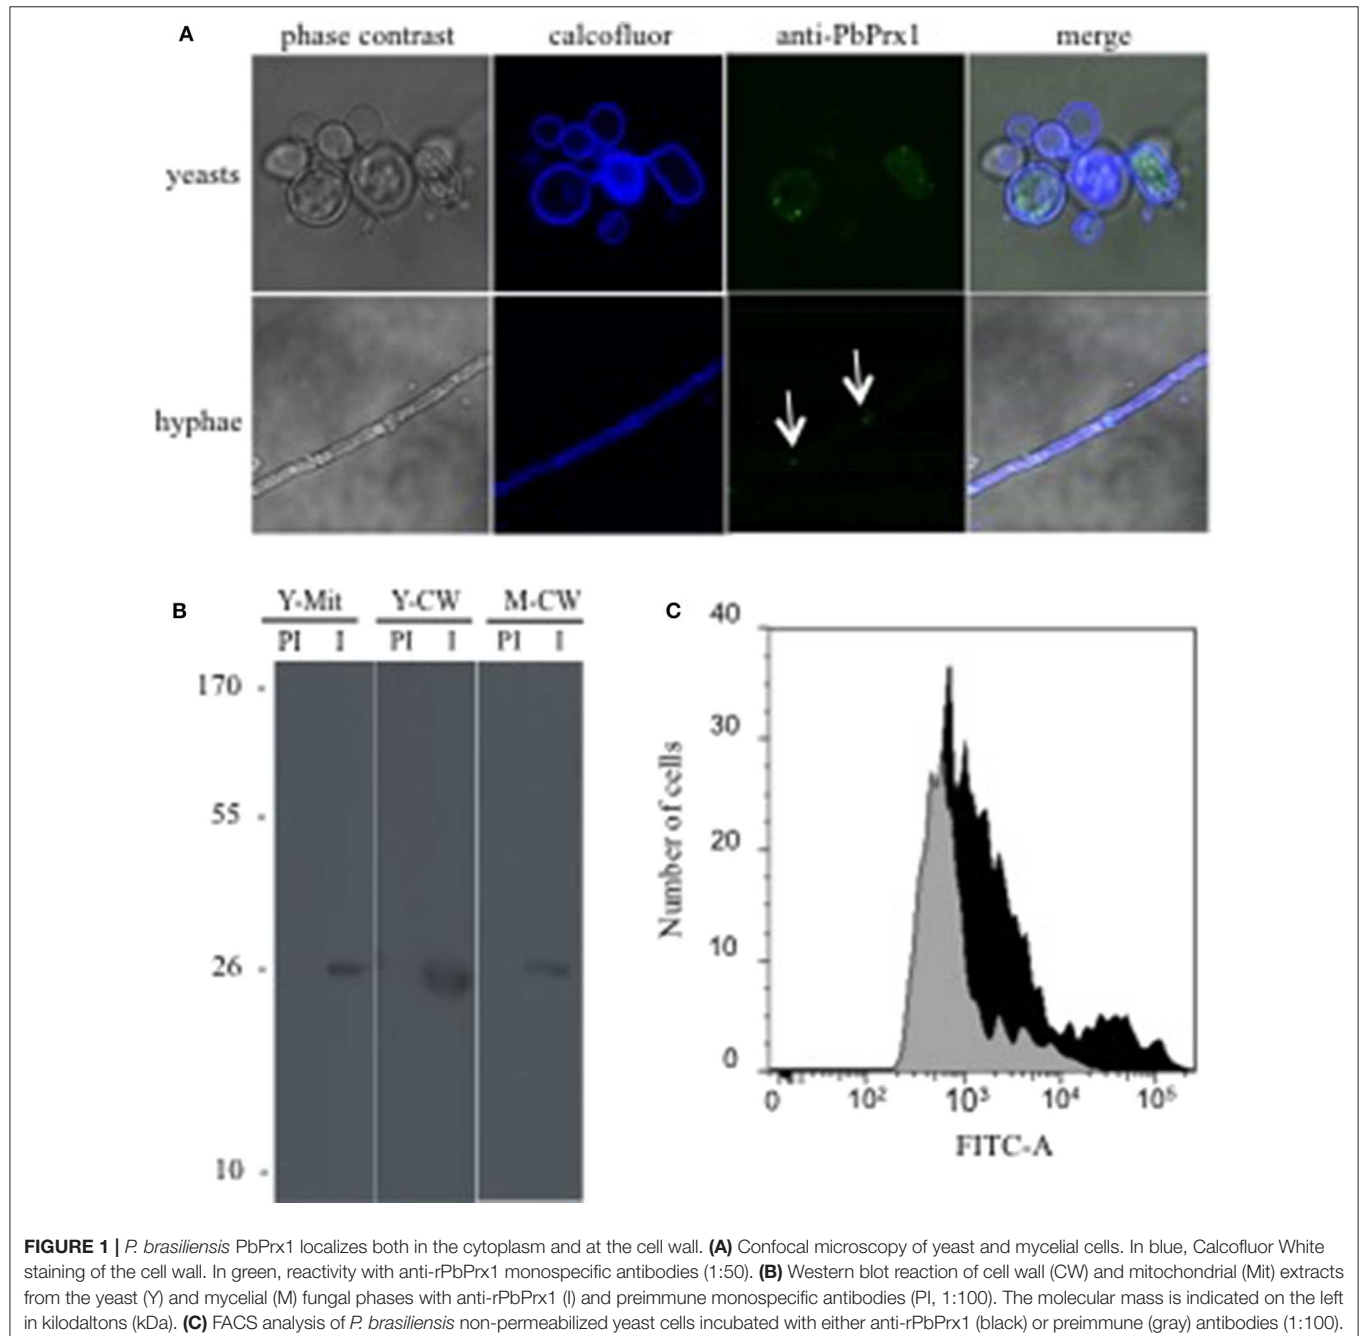 A
phase contrast calcofluor anti-PbPrx1 merge
yeasts
hyphae
B
Y-Mit Y-CW M-CW
PI I PI I PI I
170
55
26
10
C
40
30
20
10
0
Number of cells
0 10² 10³ 10⁴ 10⁵
FITC-A
FIGURE 1 | P. brasiliensis PbPrx1 localizes both in the cytoplasm and at the cell wall. (A) Confocal microscopy of yeast and mycelial cells. In blue, Calcofluor White
staining of the cell wall. In green, reactivity with anti-rPbPrx1 monospecific antibodies (1:50). (B) Western blot reaction of cell wall (CW) and mitochondrial (Mit) extracts
from the yeast (Y) and mycelial (M) fungal phases with anti-rPbPrx1 (I) and preimmune monospecific antibodies (PI, 1:100). The molecular mass is indicated on the left
in kilodaltons (kDa). (C) FACS analysis of P. brasiliensis non-permeabilized yeast cells incubated with either anti-rPbPrx1 (black) or preimmune (gray) antibodies (1:100).